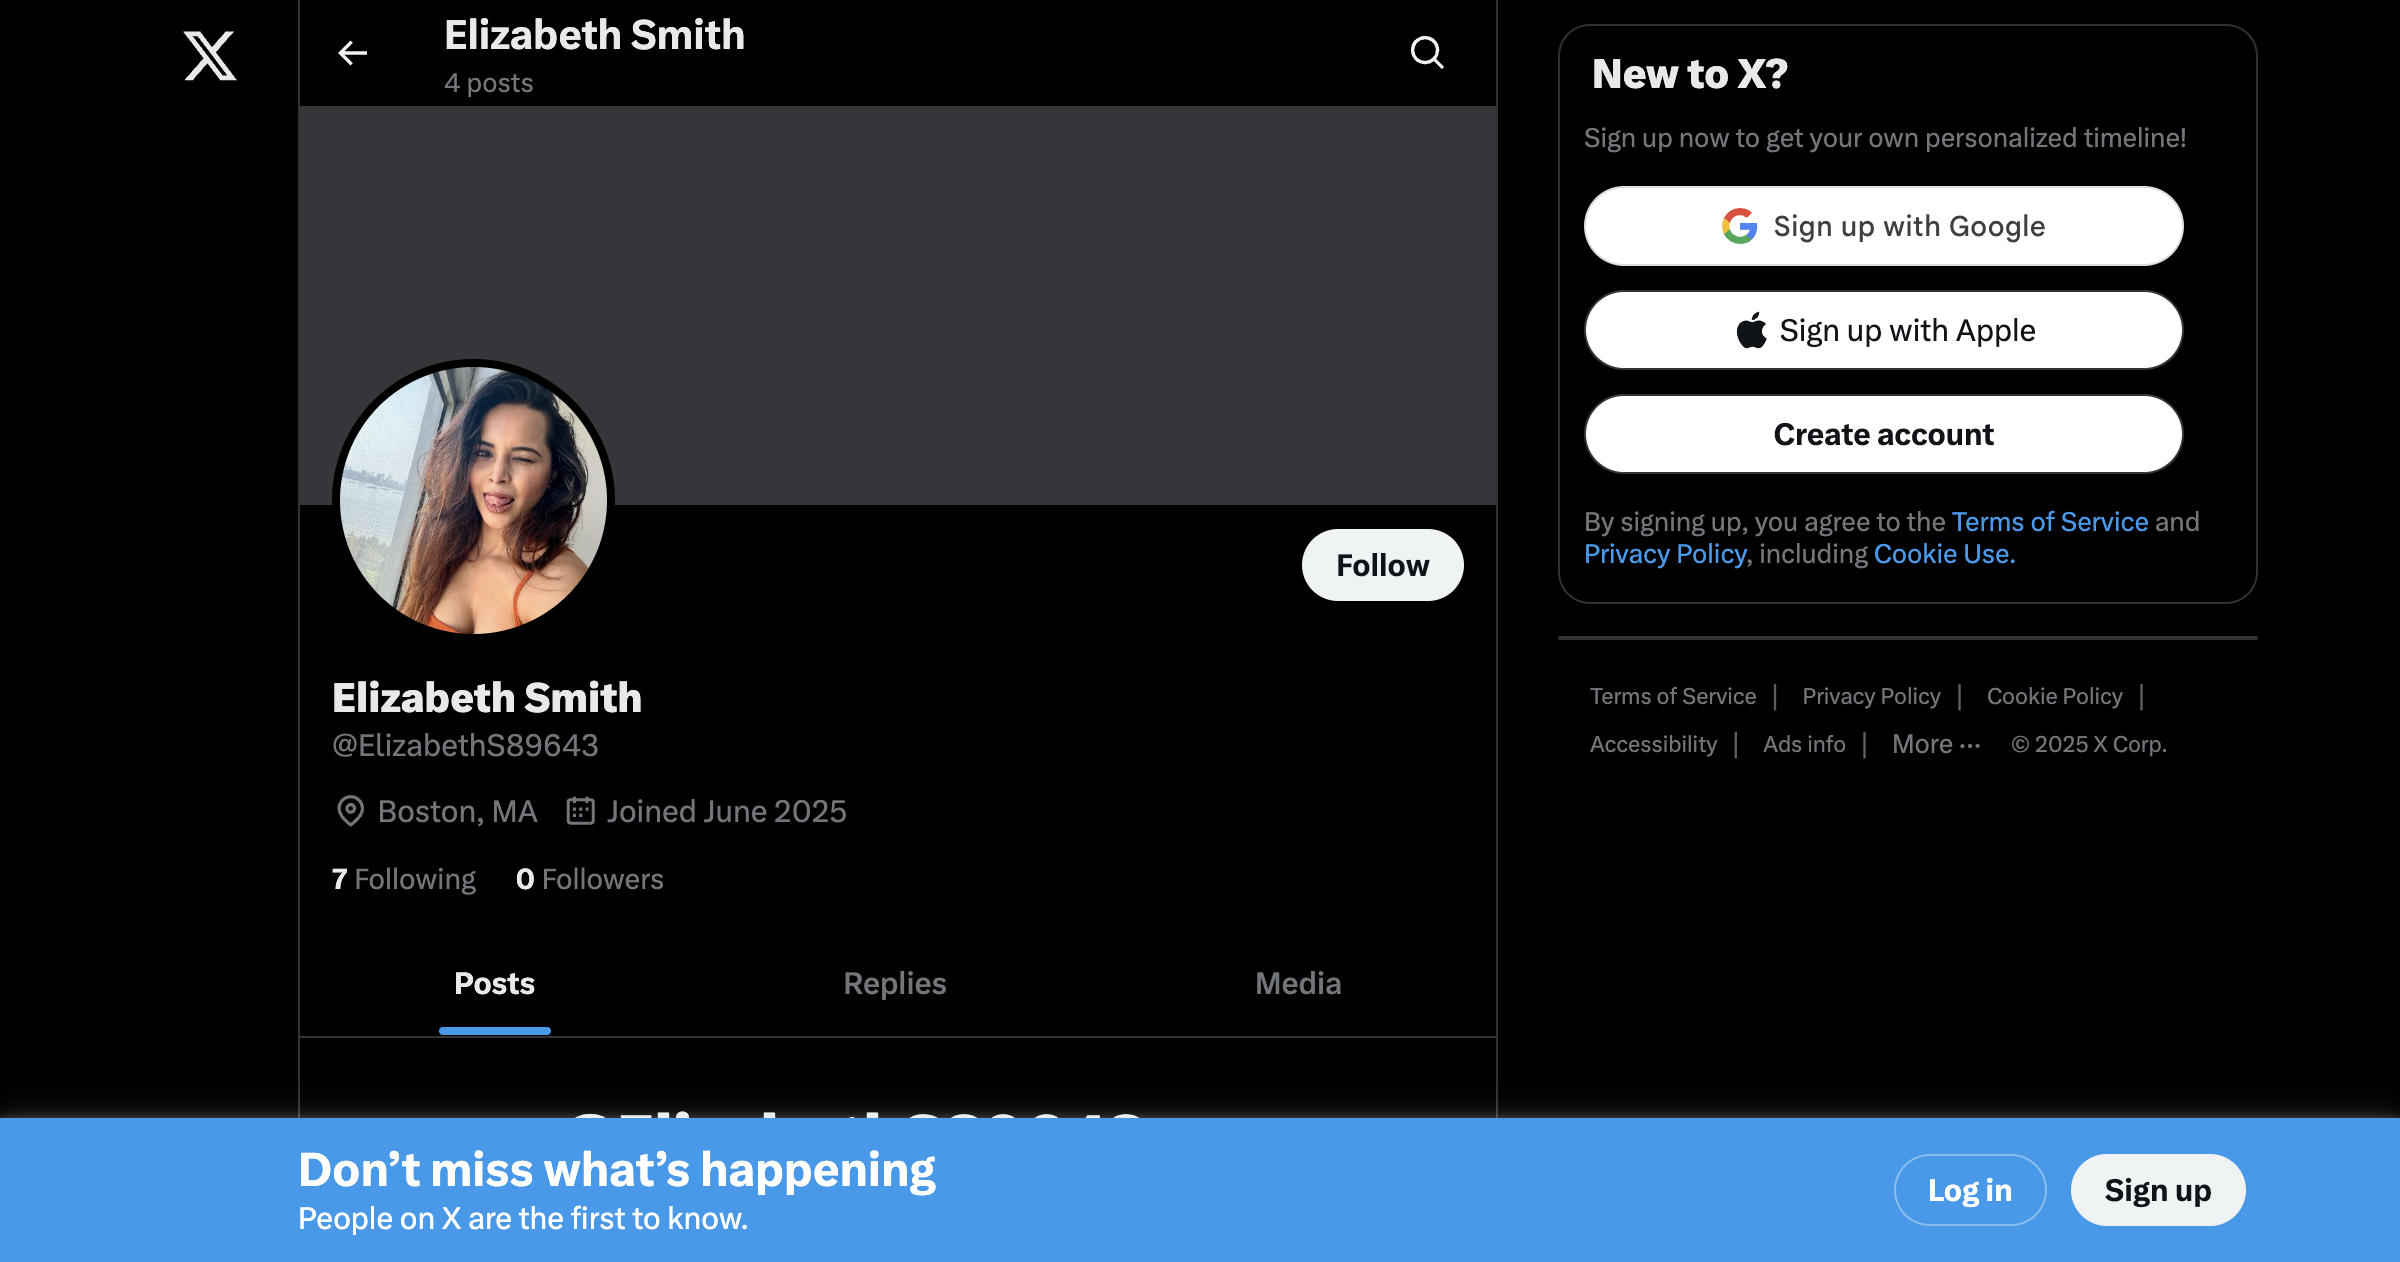 Elizabeth Smith
4 posts
Follow
Elizabeth Smith
@ElizabethS89643
Boston, MA Joined June 2025
7 Following 0 Followers
Posts Replies Media
New to X?
Sign up now to get your own personalized timeline!
Sign up with Google
Sign up with Apple
Create account
By signing up, you agree to the Terms of Service and
Privacy Policy, including Cookie Use.
Terms of Service | Privacy Policy | Cookie Policy |
Accessibility | Ads info | More ··· © 2025 X Corp.
Don’t miss what’s happening
People on X are the first to know.
Log in Sign up